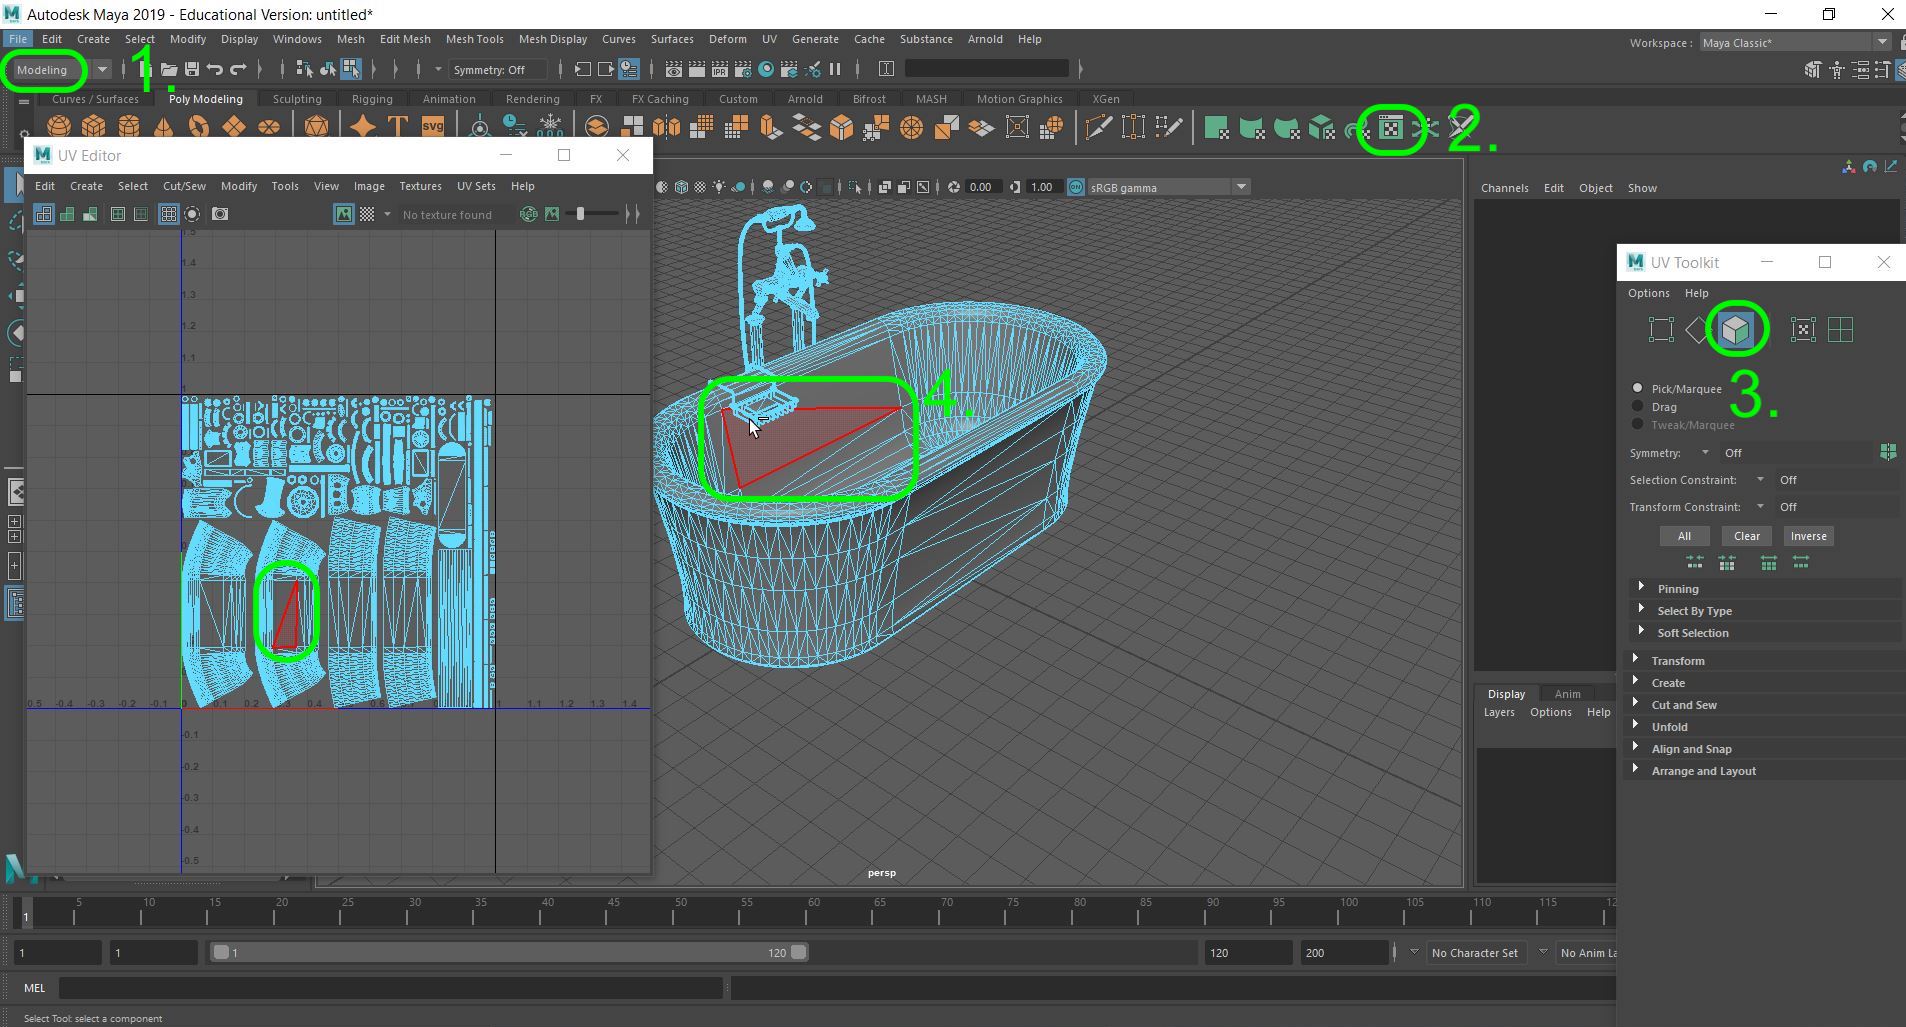 Autodesk Maya 2019 - Educational Version: untitled*
File Edit Create Select Modify Display Windows Mesh Edit Mesh Mesh Tools Mesh Display Curves Surfaces Deform UV Generate Cache Substance Arnold Help
Workspace : Maya Classic*
Modeling 1. Symmetry: Off
Curves / Surfaces Poly Modeling Sculpting Rigging Animation Rendering FX FX Caching Custom Arnold Bifrost MASH Motion Graphics XGen
2.
UV Editor
Edit Create Select Cut/Sew Modify Tools View Image Textures UV Sets Help
No texture found
0.00 1.00 sRGB gamma
Channels Edit Object Show
UV Toolkit
Options Help
3.
Pick/Marquee
Drag
Tweak/Marquee
Symmetry: Off
Selection Constraint: Off
Transform Constraint: Off
All Clear Inverse
Pinning
Select By Type
Soft Selection
Transform
Create
Cut and Sew
Unfold
Align and Snap
Arrange and Layout
4.
1.5
1.4
1.3
1.2
1.1
1
0.5 -0.4 -0.3 -0.2 -0.1 0 0.1 0.2 0.3 0.4 1 1.1 1.2 1.3 1.4
-0.1
-0.2
-0.3
-0.4
-0.5
persp
Display Anim
Layers Options Help
1 5 10 15 20 25 30 35 40 45 50 55 60 65 70 75 80 85 90 95 100 105 110 115
1 1 1 120 120 200 No Character Set No Anim La
MEL
Select Tool: select a component